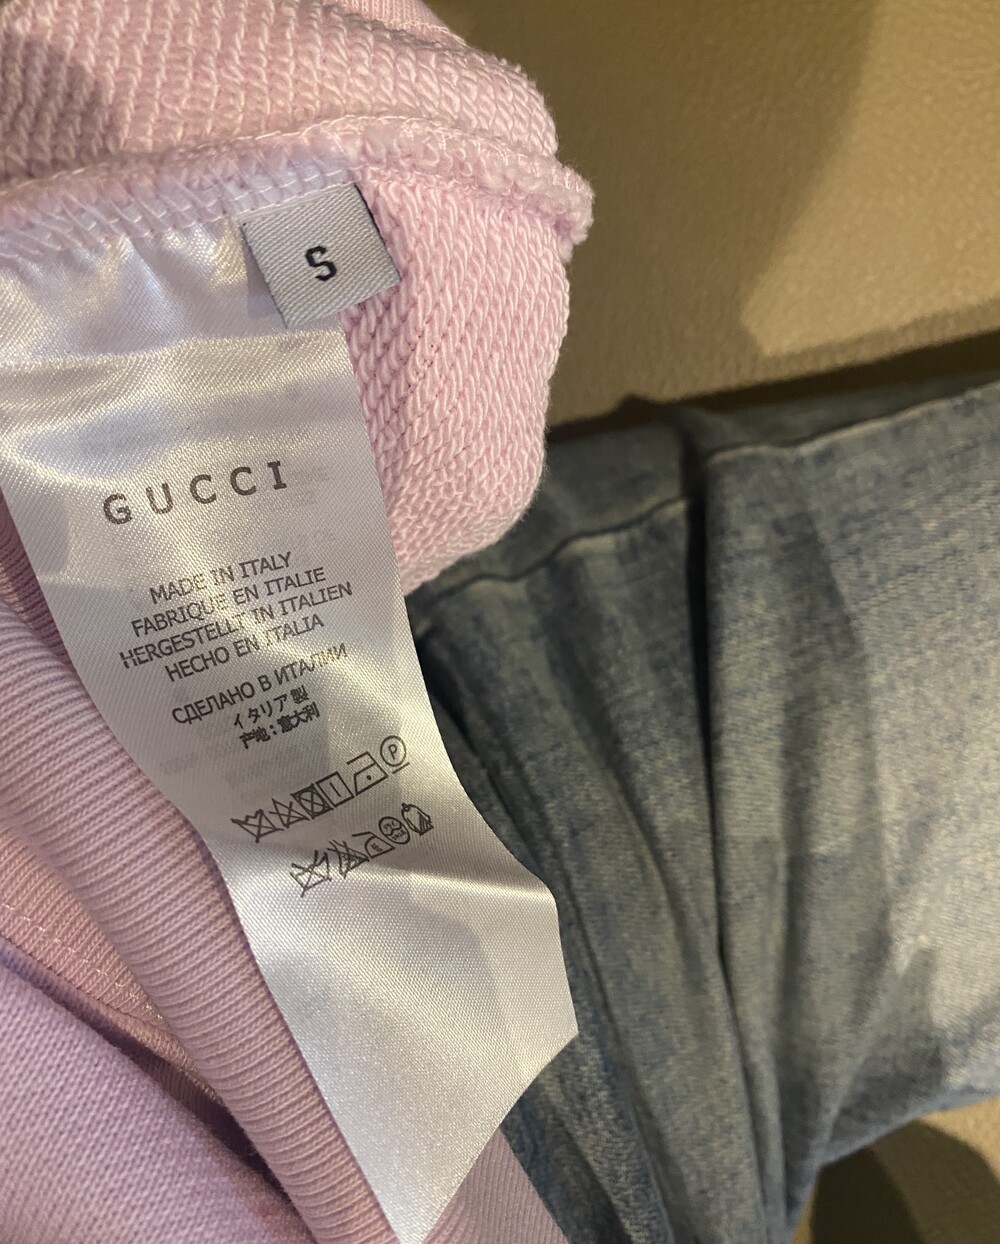 S
GUCCI
MADE IN ITALY
FABRIQUE EN ITALIE
HERGESTELLT IN ITALIEN
HECHO EN ITALIA
СДЕЛАНО В ИТАЛИИ
イタリア製
产地：意大利
P